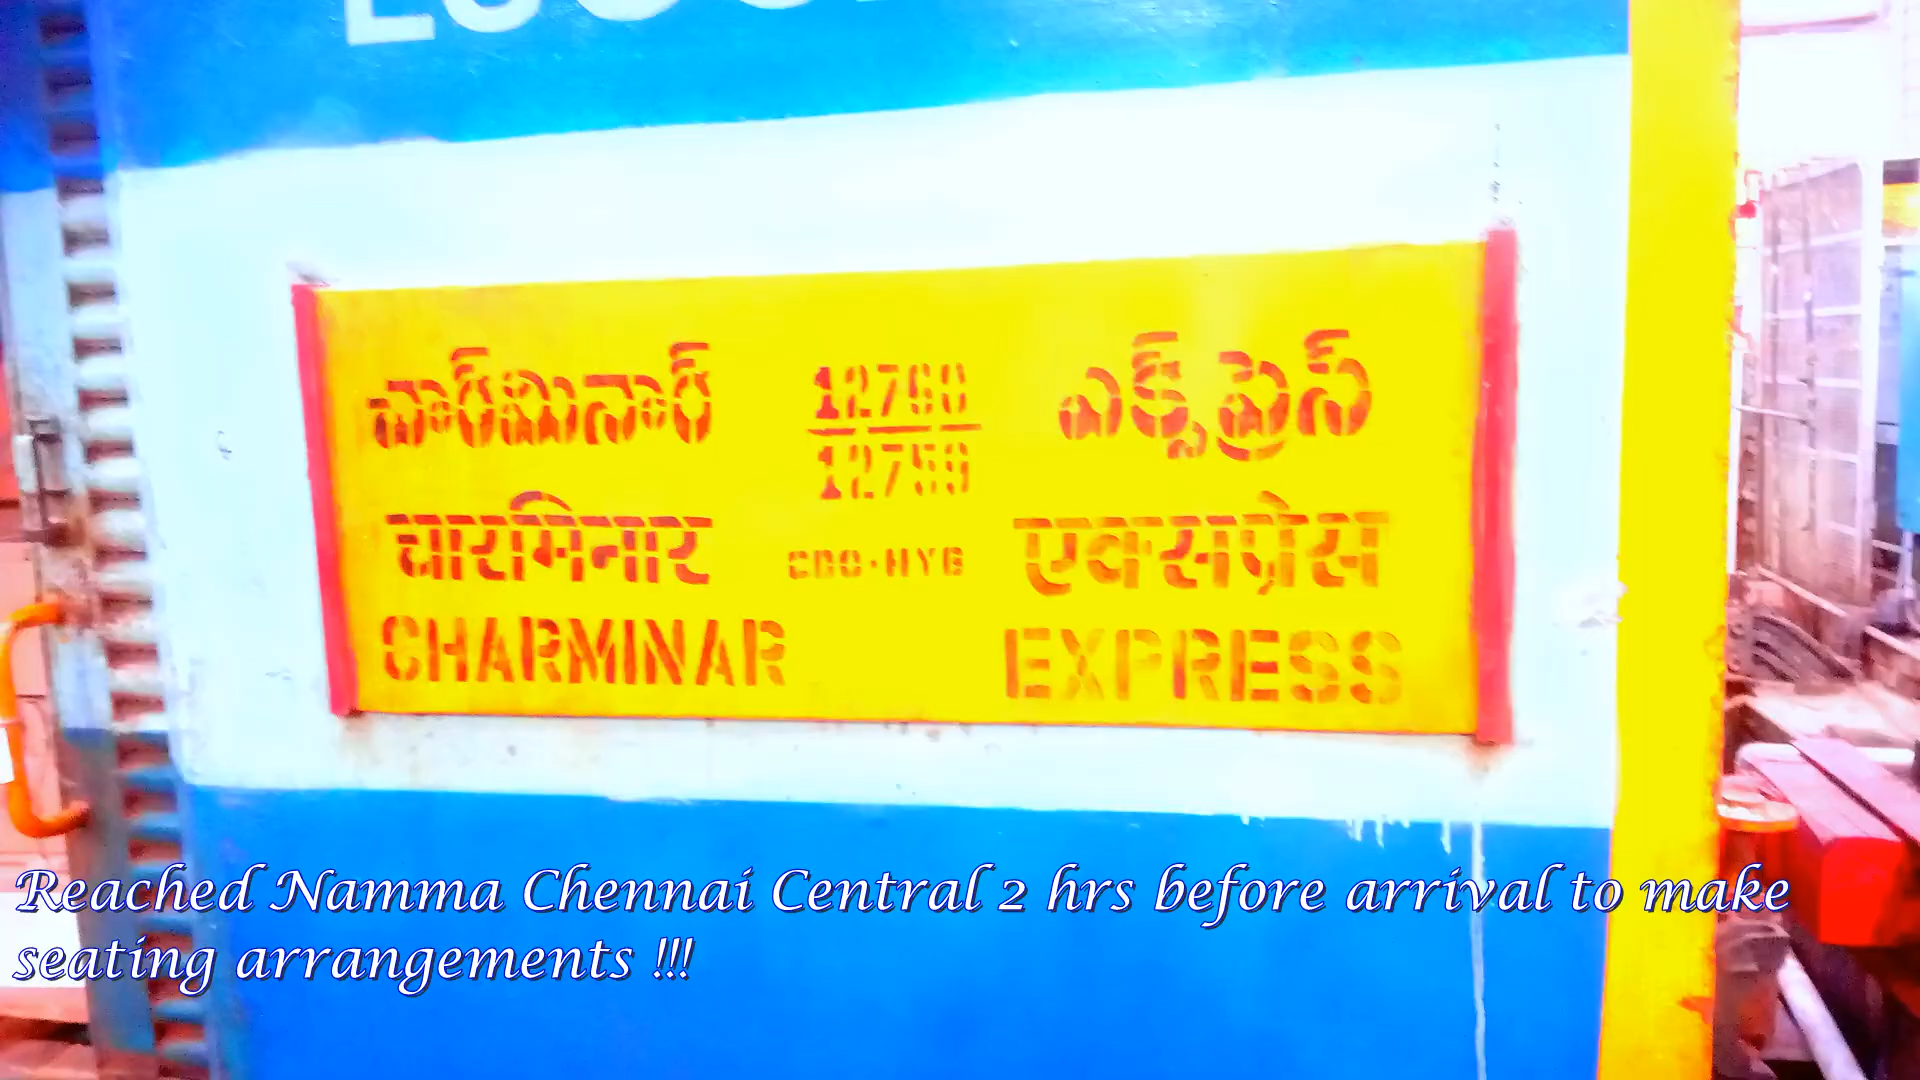 చార్‌మినార్ 12760 ఎక్స్‌ప్రెస్
12759
चारमिनार CDO·HYB एक्सप्रेस
CHARMINAR EXPRESS
Reached Namma Chennai Central 2 hrs before arrival to make
seating arrangements !!!